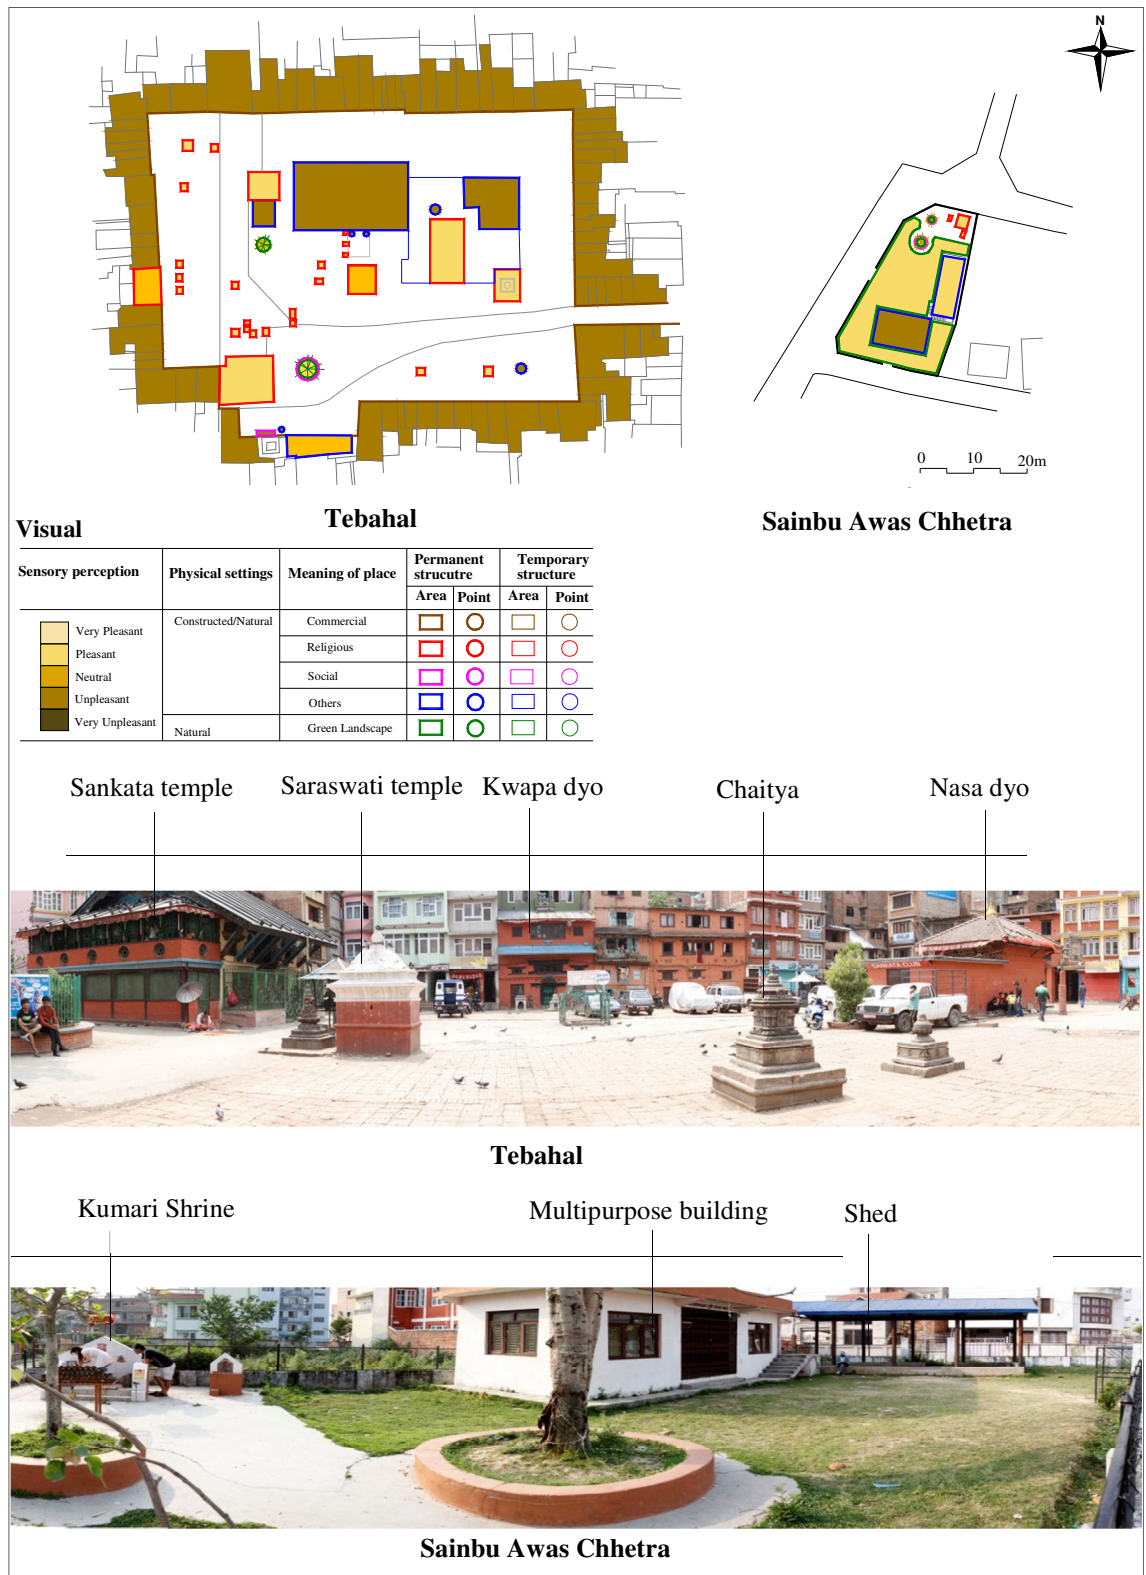 N
0 10 20m
Tebahal
Sainbu Awas Chhetra
Visual
Sensory perception
Physical settings
Meaning of place
Permanent
strucutre
Temporary
structure
Area Point Area Point
Very Pleasant
Pleasant
Neutral
Unpleasant
Very Unpleasant
Constructed/Natural
Natural
Commercial
Religious
Social
Others
Green Landscape
Sankata temple
Saraswati temple
Kwapa dyo
Chaitya
Nasa dyo
Tebahal
Kumari Shrine
Multipurpose building
Shed
Sainbu Awas Chhetra